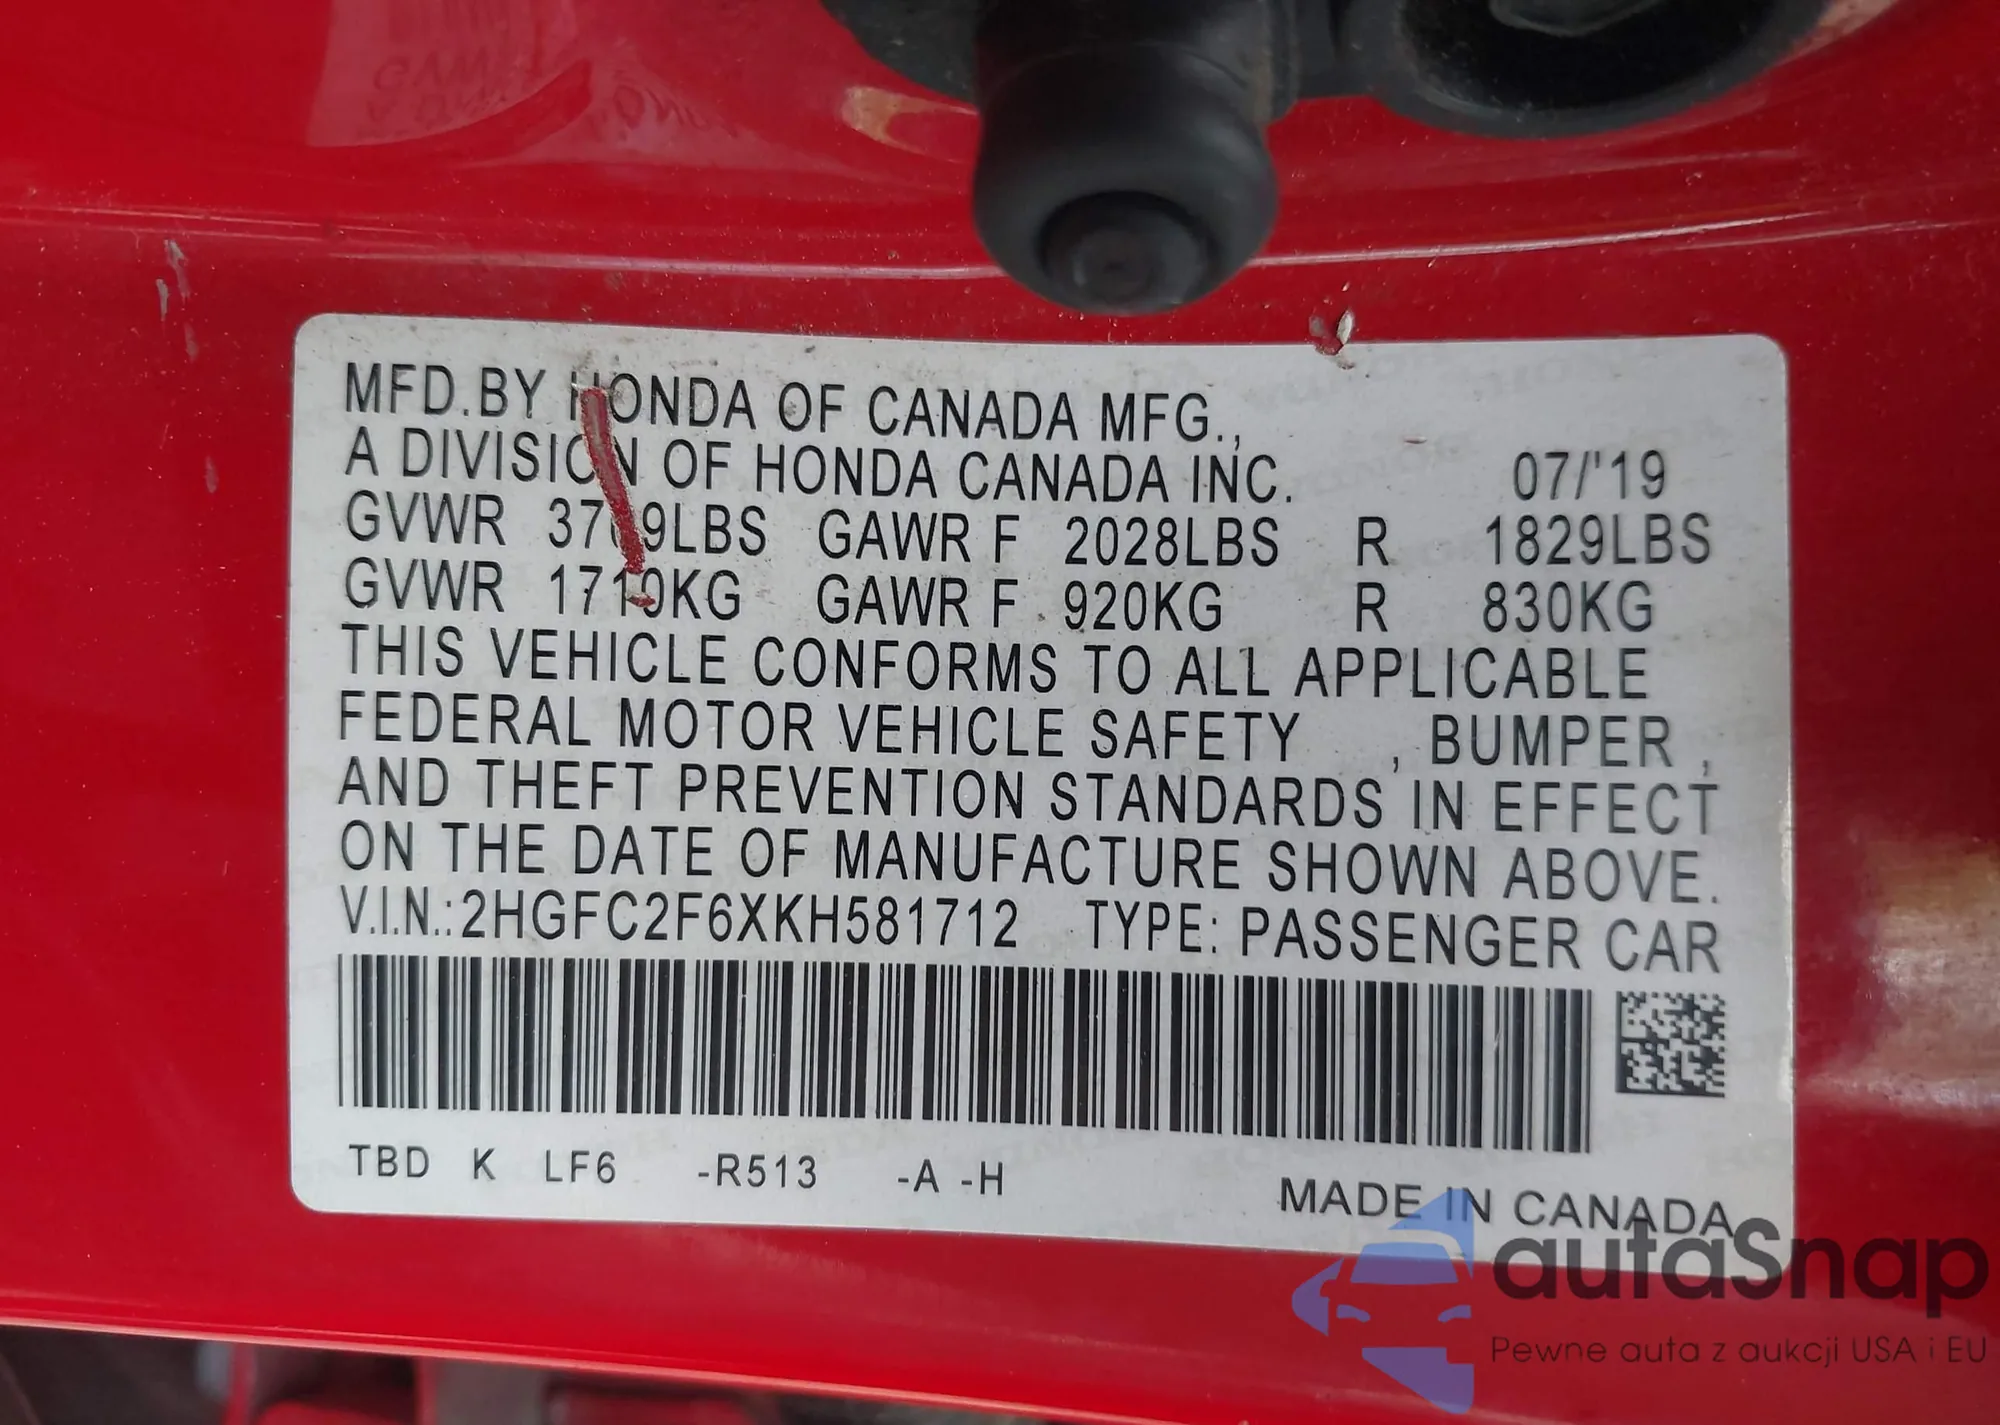 MFD.BY HONDA OF CANADA MFG.,
A DIVISION OF HONDA CANADA INC. 07/'19
GVWR LBS GAWR F 2028LBS R 1829LBS
GVWR 1719KG GAWR F 920KG R 830KG
THIS VEHICLE CONFORMS TO ALL APPLICABLE
FEDERAL MOTOR VEHICLE SAFETY , BUMPER ,
AND THEFT PREVENTION STANDARDS IN EFFECT
ON THE DATE OF MANUFACTURE SHOWN ABOVE.
V.I.N.:2HGFC2F6XKH581712 TYPE: PASSENGER CAR
TBD K LF6 -R513 -A -H
MADE IN CANADA
autaSnap
Pewne auta z aukcji USA i EU